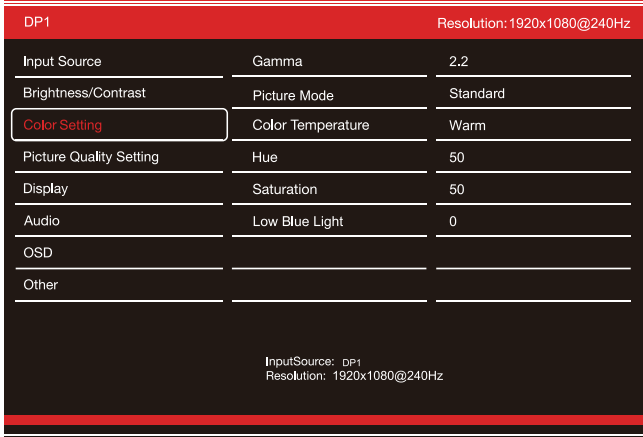 DP1 Resolution:1920x1080@240Hz
Input Source Gamma 2.2
Brightness/Contrast Picture Mode Standard
Color Setting Color Temperature Warm
Picture Quality Setting Hue 50
Display Saturation 50
Audio Low Blue Light 0
OSD
Other
InputSource: DP1
Resolution: 1920x1080@240Hz